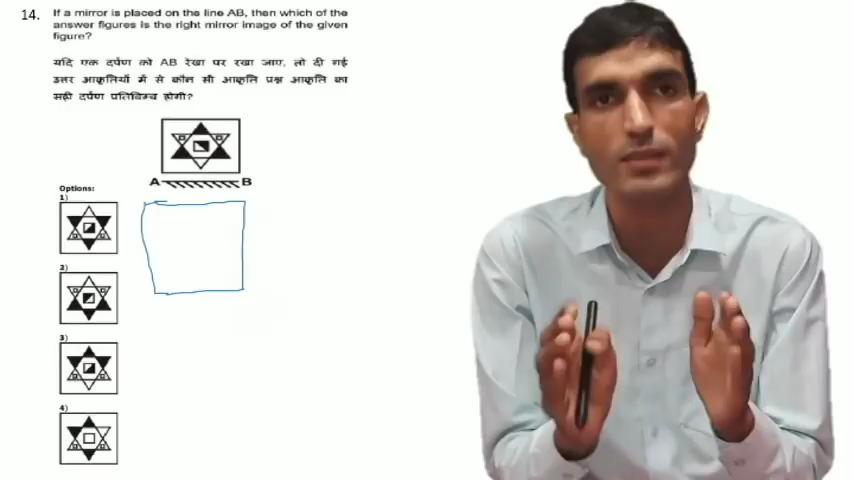 14. If a mirror is placed on the line AB, then which of the
answer figures is the right mirror image of the given
figure?
यदि एक दर्पण को AB रेखा पर रखा जाए, तो दी गई
उत्तर आकृतियों में से कौन सी आकृति प्रश्न आकृति का
सही दर्पण प्रतिबिम्ब होगी?
A B
Options:
1)
2)
3)
4)